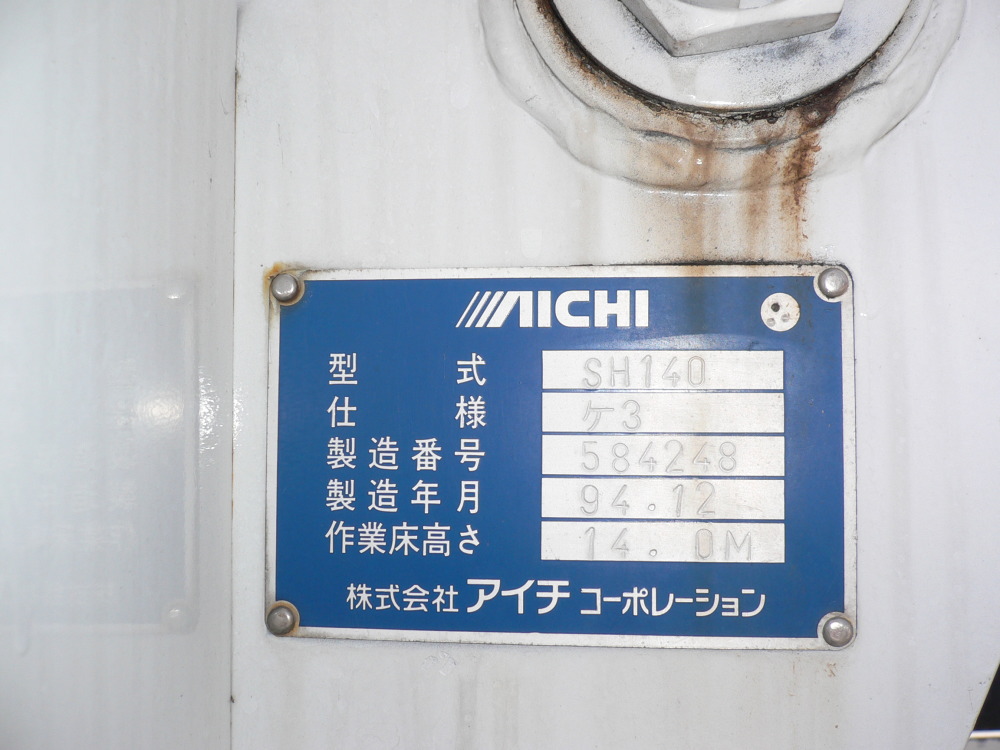 AICHI
型式 SH140
仕様 ケ3
製造番号 584248
製造年月 94.12
作業床高さ 14.0M
株式会社アイチコーポレーション